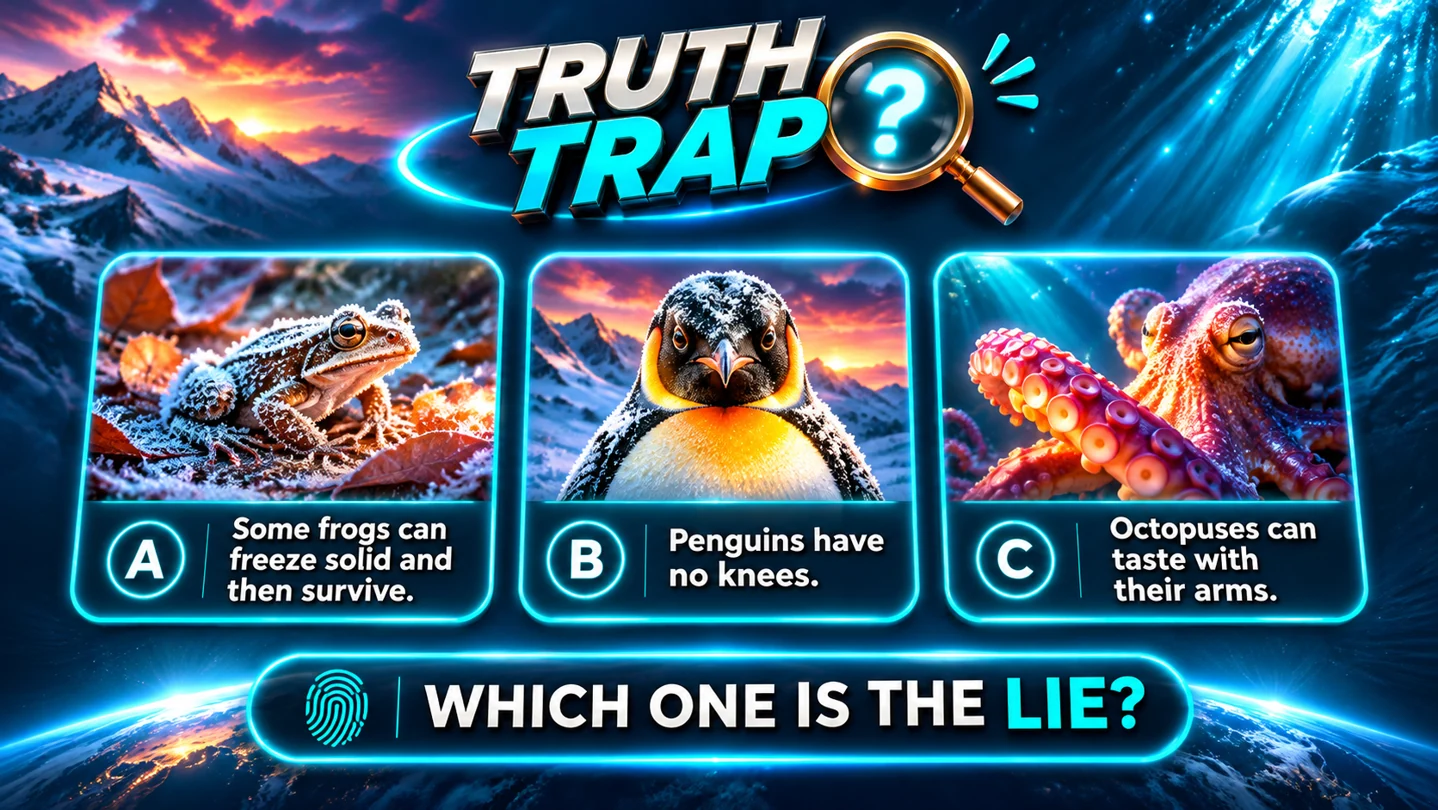 TRUTH
TRAP
?
A
Some frogs can
freeze solid and
then survive.
B
Penguins have
no knees.
C
Octopuses can
taste with
their arms.
WHICH ONE IS THE LIE?